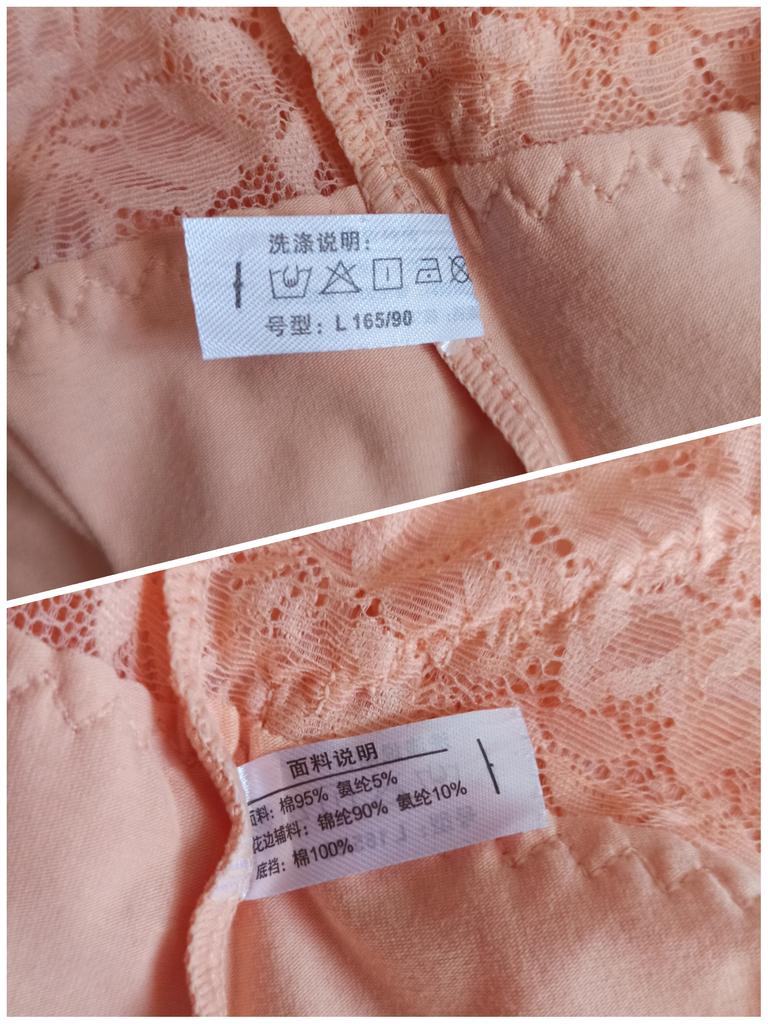 洗涤说明:
号型: L 165/90
面料说明
面料: 棉95% 氨纶5%
花边辅料: 锦纶90% 氨纶10%
底裆: 棉100%